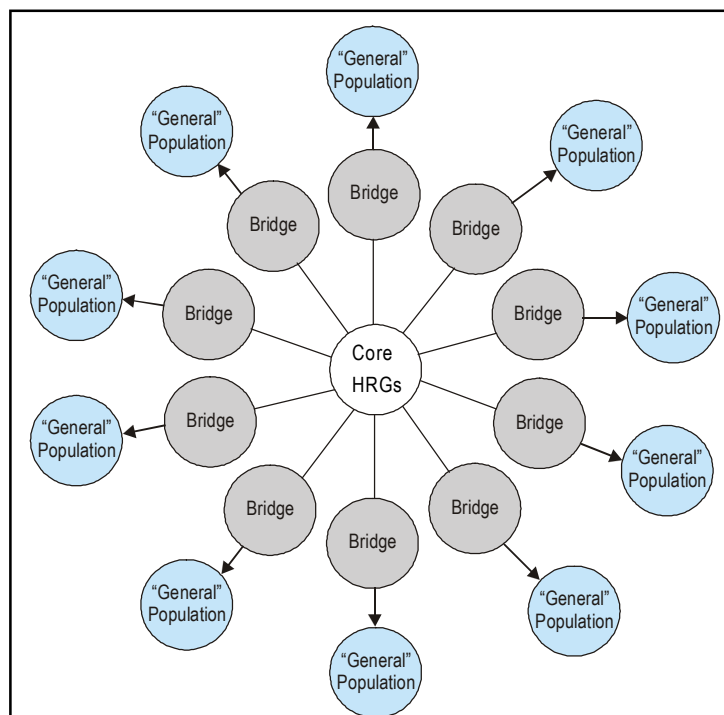 “General”
Population
“General”
Population
“General”
Population
Bridge
Bridge
Bridge
“General”
Population
Bridge
Bridge
“General”
Population
Core
HRGs
“General”
Population
Bridge
Bridge
“General”
Population
Bridge
Bridge
Bridge
“General”
Population
“General”
Population
“General”
Population